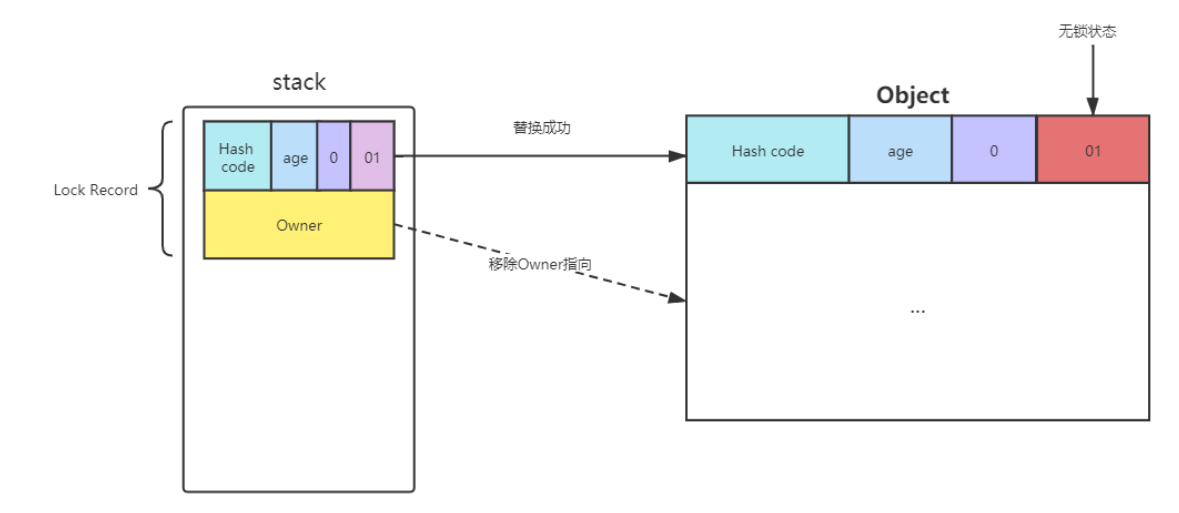 无锁状态
stack
Object
Hash code
age
0
01
替换成功
Hash code
age
0
01
Lock Record
Owner
移除Owner指向
...